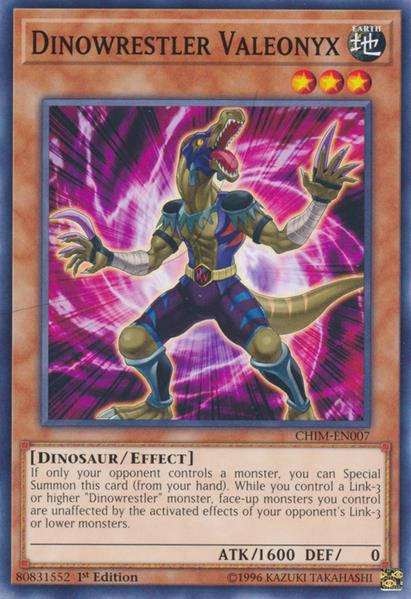 DINOWRESTLER VALEONYX
EARTH
地
CHIM-EN007
[DINOSAUR/EFFECT]
If only your opponent controls a monster, you can Special
Summon this card (from your hand). While you control a Link-3
or higher "Dinowrestler" monster, face-up monsters you control
are unaffected by the activated effects of your opponent's Link-3
or lower monsters.
ATK/1600 DEF/ 0
80831552 1st Edition ©1996 KAZUKI TAKAHASHI